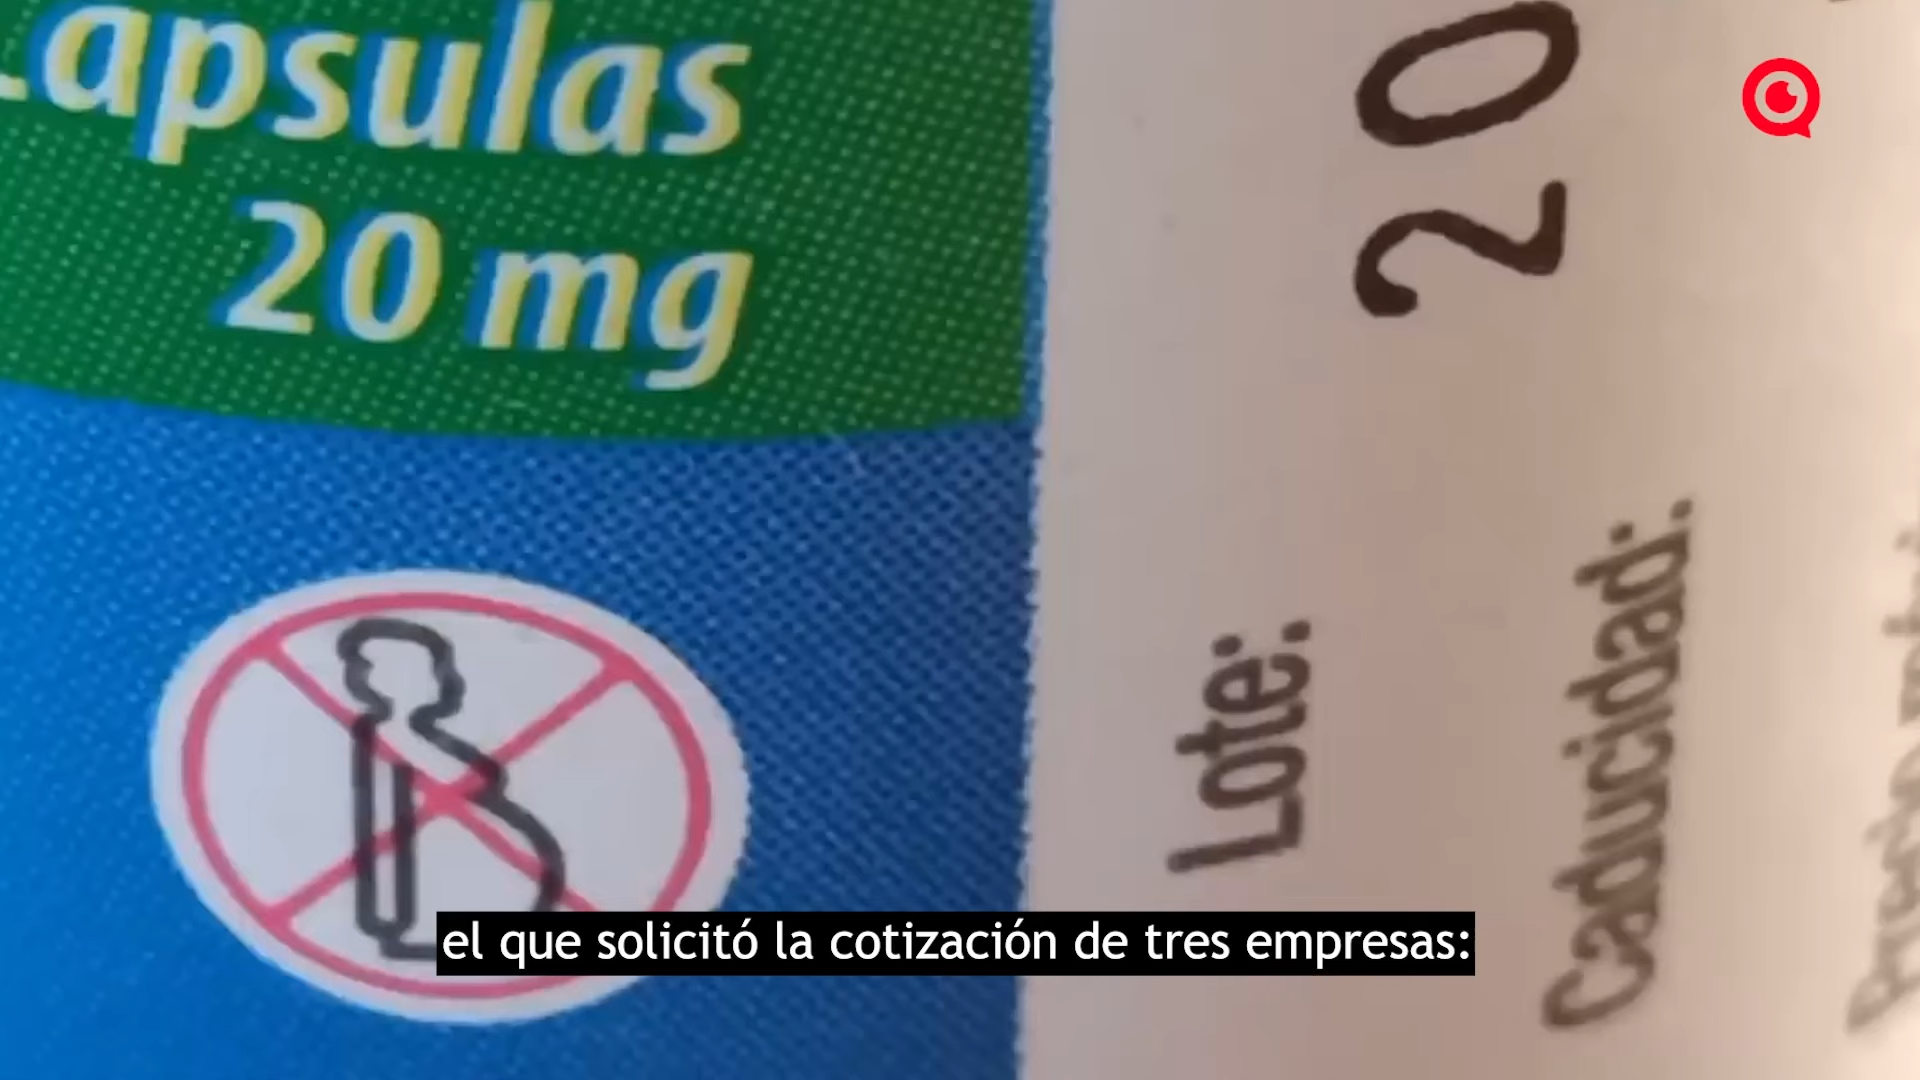 apsulas
20 mg
20
Lote:
Caducidad:
el que solicitó la cotización de tres empresas: